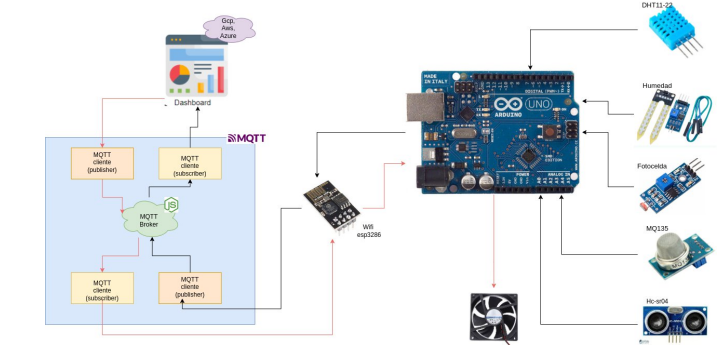 DHT11-22
Gcp,
Aws,
Azure
Dashboard
MQTT
MQTT
cliente
(publisher)
MQTT
cliente
(subscriber)
JS
MQTT
Broker
MQTT
cliente
(subscriber)
MQTT
cliente
(publisher)
Wifi
esp3286
MADE
IN ITALY
DIGITAL (PWM~)
UNO
ARDUINO
POWER
ANALOG IN
Humedad
Fotocelda
MQ135
Hc-sr04